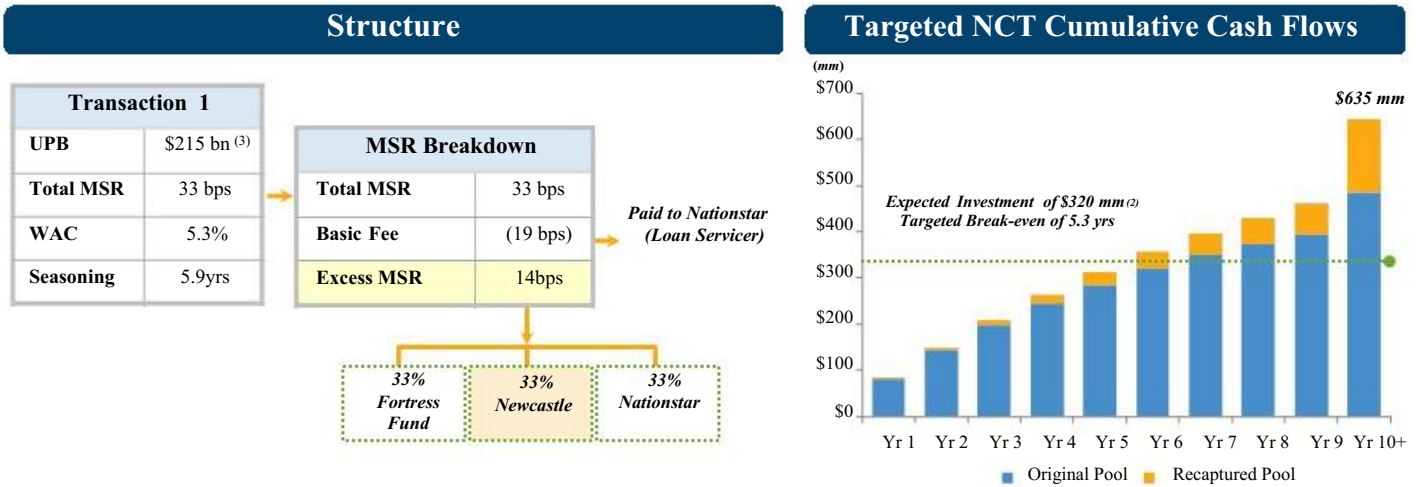 Structure
Transaction 1
UPB $215 bn (3)
Total MSR 33 bps
WAC 5.3%
Seasoning 5.9yrs
MSR Breakdown
Total MSR 33 bps
Basic Fee (19 bps)
Excess MSR 14bps
Paid to Nationstar
(Loan Servicer)
33%
Fortress
Fund
33%
Newcastle
33%
Nationstar
Targeted NCT Cumulative Cash Flows
(mm)
$700
$600
$500
$400
$300
$200
$100
$0
$635 mm
Expected Investment of $320 mm(2)
Targeted Break-even of 5.3 yrs
Yr 1 Yr 2 Yr 3 Yr 4 Yr 5 Yr 6 Yr 7 Yr 8 Yr 9 Yr 10+
Original Pool Recaptured Pool